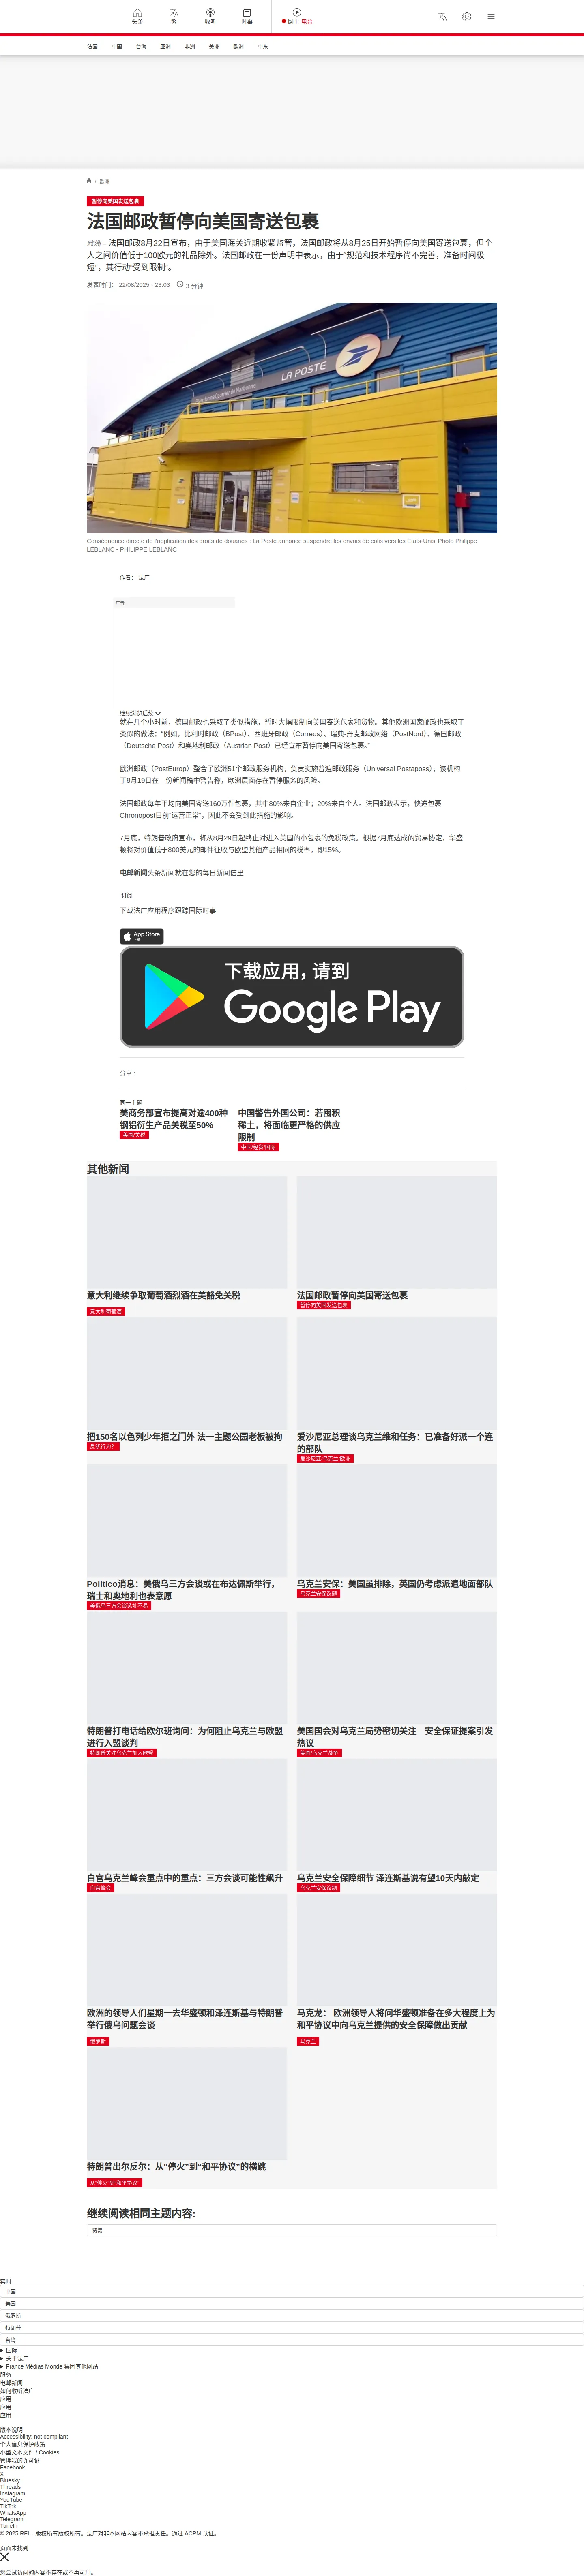 头条
繁
收听
时事
网上 电台
法国
中国
台海
亚洲
非洲
美洲
欧洲
中东
/ 欧洲
暂停向美国发送包裹
法国邮政暂停向美国寄送包裹
欧洲 – 法国邮政8月22日宣布，由于美国海关近期收紧监管，法国邮政将从8月25日开始暂停向美国寄送包裹，但个
人之间价值低于100欧元的礼品除外。法国邮政在一份声明中表示，由于“规范和技术程序尚不完善，准备时间极
短”，其行动“受到限制”。
发表时间： 22/08/2025 - 23:03 3 分钟
LA POSTE
Conséquence directe de l'application des droits de douanes : La Poste annonce suspendre les envois de colis vers les Etats-Unis Photo Philippe
LEBLANC - PHILIPPE LEBLANC
作者： 法广
广告
继续浏览后续
就在几个小时前，德国邮政也采取了类似措施，暂时大幅限制向美国寄送包裹和货物。其他欧洲国家邮政也采取了
类似的做法：“例如，比利时邮政（BPost）、西班牙邮政（Correos）、瑞典-丹麦邮政网络（PostNord）、德国邮政
（Deutsche Post）和奥地利邮政（Austrian Post）已经宣布暂停向美国寄送包裹。”
欧洲邮政（PostEurop）整合了欧洲51个邮政服务机构，负责实施普遍邮政服务（Universal Postaposs），该机构
于8月19日在一份新闻稿中警告称，欧洲层面存在暂停服务的风险。
法国邮政每年平均向美国寄送160万件包裹，其中80%来自企业；20%来自个人。法国邮政表示，快递包裹
Chronopost目前“运营正常”，因此不会受到此措施的影响。
7月底，特朗普政府宣布，将从8月29日起终止对进入美国的小包裹的免税政策。根据7月底达成的贸易协定，华盛
顿将对价值低于800美元的邮件征收与欧盟其他产品相同的税率，即15%。
电邮新闻头条新闻就在您的每日新闻信里
订阅
下载法广应用程序跟踪国际时事
App Store
下载
下载应用，请到
Google Play
分享 :
同一主题
美商务部宣布提高对逾400种
钢铝衍生产品关税至50%
美国/关税
中国警告外国公司：若囤积
稀土，将面临更严格的供应
限制
中国/经贸/国际
其他新闻
意大利继续争取葡萄酒烈酒在美豁免关税
意大利葡萄酒
法国邮政暂停向美国寄送包裹
暂停向美国发送包裹
把150名以色列少年拒之门外 法一主题公园老板被拘
反犹行为?
爱沙尼亚总理谈乌克兰维和任务：已准备好派一个连
的部队
爱沙尼亚/乌克兰/欧洲
Politico消息：美俄乌三方会谈或在布达佩斯举行，
瑞士和奥地利也表意愿
美俄乌三方会谈选址不易
乌克兰安保：美国虽排除，英国仍考虑派遣地面部队
乌克兰安保议题
特朗普打电话给欧尔班询问：为何阻止乌克兰与欧盟
进行入盟谈判
特朗普关注乌克兰加入欧盟
美国国会对乌克兰局势密切关注　安全保证提案引发
热议
美国/乌克兰战争
白宫乌克兰峰会重点中的重点：三方会谈可能性飙升
白宫峰会
乌克兰安全保障细节 泽连斯基说有望10天内敲定
乌克兰安保议题
欧洲的领导人们星期一去华盛顿和泽连斯基与特朗普
举行俄乌问题会谈
俄罗斯
马克龙： 欧洲领导人将问华盛顿准备在多大程度上为
和平协议中向乌克兰提供的安全保障做出贡献
乌克兰
特朗普出尔反尔：从“停火”到“和平协议”的横跳
从“停火”到“和平协议”
继续阅读相同主题内容:
贸易
实时
中国
美国
俄罗斯
特朗普
台湾
国际
关于法广
France Médias Monde 集团其他网站
服务
电邮新闻
如何收听法广
应用
应用
应用
版本说明
Accessibility: not compliant
个人信息保护政策
小型文本文件 / Cookies
管理我的许可证
Facebook
X
Bluesky
Threads
Instagram
YouTube
TikTok
WhatsApp
Telegram
TuneIn
© 2025 RFI – 版权所有版权所有。法广对非本网站内容不承担责任。通过 ACPM 认证。
页面未找到
您尝试访问的内容不存在或不再可用。